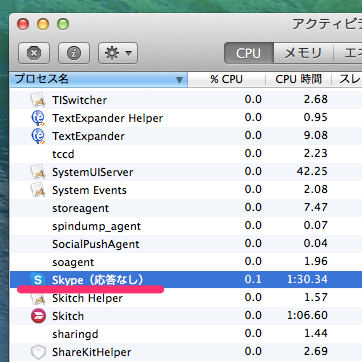 アクティビ
CPU メモリ エネ
プロセス名 % CPU CPU 時間 スレ
TISwitcher 0.0 2.68
TextExpander Helper 0.0 0.95
TextExpander 0.0 9.08
tccd 0.0 2.23
SystemUIServer 0.0 42.25
System Events 0.0 2.18
storeagent 0.0 7.47
spindump_agent 0.0 0.07
SocialPushAgent 0.0 0.04
soagent 0.0 1.96
Skype（応答なし） 0.1 1:30.34
Skitch Helper 0.0 1.57
Skitch 0.0 1:06.60
sharingd 0.0 1.44
ShareKitHelper 0.0 2.69